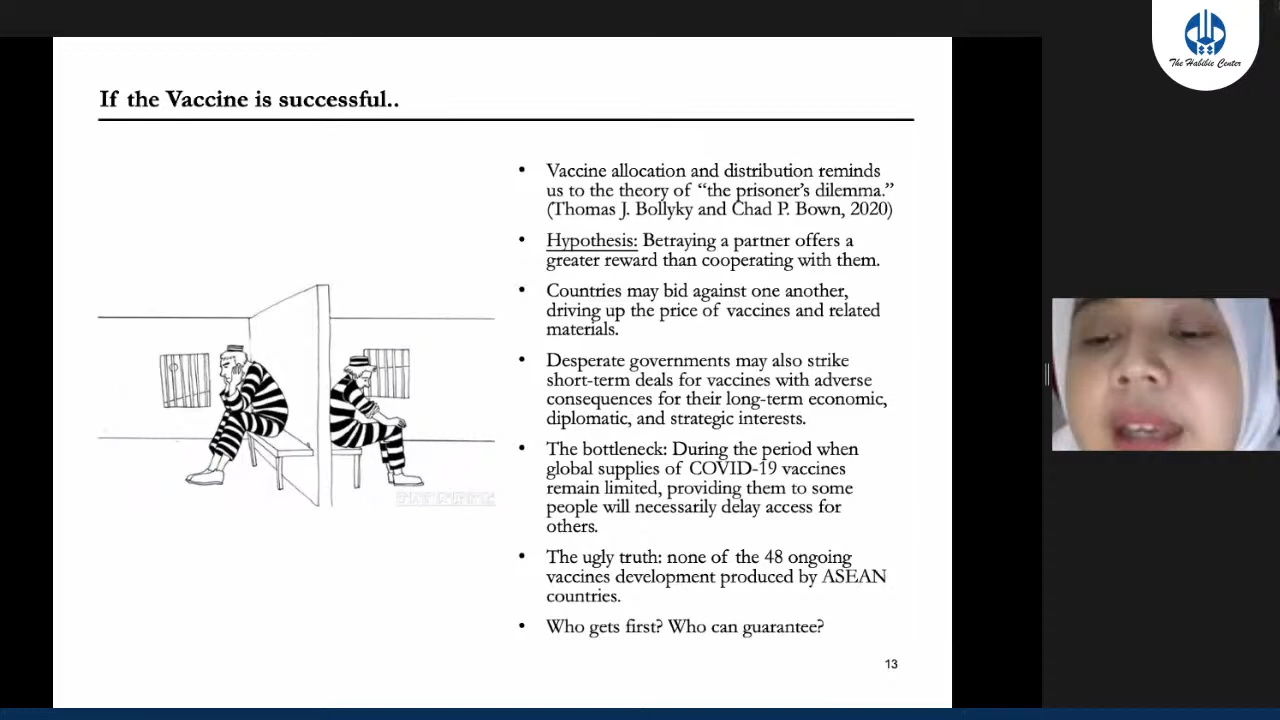 The Habibie Center
If the Vaccine is successful..
• Vaccine allocation and distribution reminds
us to the theory of “the prisoner’s dilemma.”
(Thomas J. Bollyky and Chad P. Bown, 2020)
• Hypothesis: Betraying a partner offers a
greater reward than cooperating with them.
• Countries may bid against one another,
driving up the price of vaccines and related
materials.
• Desperate governments may also strike
short-term deals for vaccines with adverse
consequences for their long-term economic,
diplomatic, and strategic interests.
• The bottleneck: During the period when
global supplies of COVID-19 vaccines
remain limited, providing them to some
people will necessarily delay access for
others.
• The ugly truth: none of the 48 ongoing
vaccines development produced by ASEAN
countries.
• Who gets first? Who can guarantee?
13